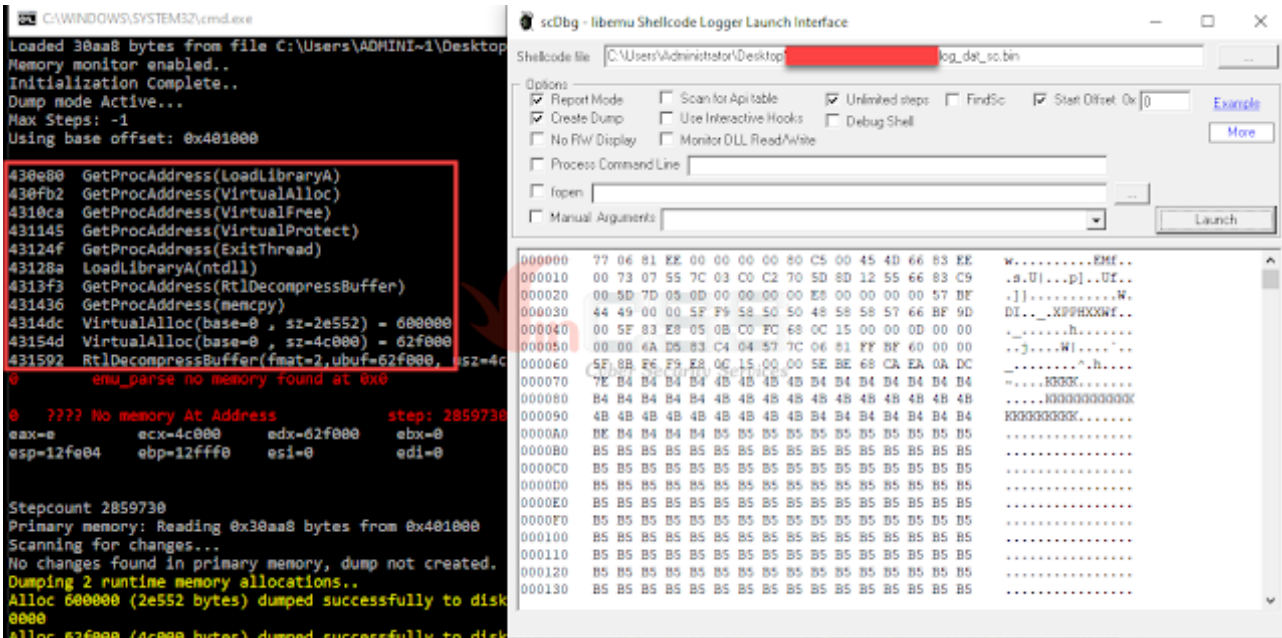 C:\WINDOWS\SYSTEM32\cmd.exe
Loaded 30aa8 bytes from file C:\Users\ADMINI~1\Desktop
Memory monitor enabled..
Initialization Complete..
Dump mode Active...
Max Steps: -1
Using base offset: 0x401000
430e80 GetProcAddress(LoadLibraryA)
430fb2 GetProcAddress(VirtualAlloc)
4310ca GetProcAddress(VirtualFree)
431145 GetProcAddress(VirtualProtect)
43124f GetProcAddress(ExitThread)
43128a LoadLibraryA(ntdll)
4313f3 GetProcAddress(RtlDecompressBuffer)
431436 GetProcAddress(memcpy)
4314dc VirtualAlloc(base=0 , sz=2e552) = 600000
43154d VirtualAlloc(base=0 , sz=4c000) = 62f000
431592 RtlDecompressBuffer(fmat=2,ubuf=62f000, usz=4c
0 emu_parse no memory found at 0x0
0 ???? No memory At Address step: 2859730
eax=e ecx=4c000 edx=62f000 ebx=0
esp=12fe04 ebp=12fff0 esi=0 edi=0
Stepcount 2859730
Primary memory: Reading 0x30aa8 bytes from 0x401000
Scanning for changes...
No changes found in primary memory, dump not created.
Dumping 2 runtime memory allocations..
Alloc 600000 (2e552 bytes) dumped successfully to disk
0000
Alloc 62f000 (4c000 bytes) dumped successfully to disk
scDbg - libemu Shellcode Logger Launch Interface
Shellcode file C:\Users\Administrator\Desktop\ log_dat_sc.bin ...
Options
Report Mode Scan for Api table Unlimited steps FindSc Start Offset 0x 0 Example
Create Dump Use Interactive Hooks Debug Shell More
No RW Display Monitor DLL Read/Write
Process Command Line
fopen ...
Manual Arguments Launch
000000 77 06 81 EE 00 00 00 00 80 C5 00 45 4D 66 83 EE w..........EMf..
000010 00 73 07 55 7C 03 C0 C2 70 5D 8D 12 55 66 83 C9 .s.U|...p]..Uf..
000020 00 5D 7D 05 0D 00 00 00 00 E8 00 00 00 00 57 BF .]}...........W.
000030 44 49 00 00 5F F9 58 50 50 48 58 58 57 66 BF 9D DI.._.XPPHXXWf..
000040 00 5F 83 E8 05 0B C0 FC 68 0C 15 00 00 0D 00 00 ._......h.......
000050 00 00 6A D5 83 C4 04 57 7C 06 81 FF BF 60 00 00 ..j....W|....`..
000060 5F 8B F6 F5 E8 0C 15 00 00 5E BE 68 CA EA 0A DC _........^.h....
000070 7E B4 B4 B4 B4 4B 4B 4B 4B B4 B4 B4 B4 B4 B4 B4 ~....KKKK.......
000080 B4 B4 B4 B4 B4 4B 4B 4B 4B 4B 4B 4B 4B 4B 4B 4B .....KKKKKKKKKKK
000090 4B 4B 4B 4B 4B 4B 4B 4B 4B B4 B4 B4 B4 B4 B4 B4 KKKKKKKKK.......
0000A0 BE B4 B4 B4 B4 B5 B5 B5 B5 B5 B5 B5 B5 B5 B5 B5 ................
0000B0 B5 B5 B5 B5 B5 B5 B5 B5 B5 B5 B5 B5 B5 B5 B5 B5 ................
0000C0 B5 B5 B5 B5 B5 B5 B5 B5 B5 B5 B5 B5 B5 B5 B5 B5 ................
0000D0 B5 B5 B5 B5 B5 B5 B5 B5 B5 B5 B5 B5 B5 B5 B5 B5 ................
0000E0 B5 B5 B5 B5 B5 B5 B5 B5 B5 B5 B5 B5 B5 B5 B5 B5 ................
0000F0 B5 B5 B5 B5 B5 B5 B5 B5 B5 B5 B5 B5 B5 B5 B5 B5 ................
000100 B5 B5 B5 B5 B5 B5 B5 B5 B5 B5 B5 B5 B5 B5 B5 B5 ................
000110 B5 B5 B5 B5 B5 B5 B5 B5 B5 B5 B5 B5 B5 B5 B5 B5 ................
000120 B5 B5 B5 B5 B5 B5 B5 B5 B5 B5 B5 B5 B5 B5 B5 B5 ................
000130 B5 B5 B5 B5 B5 B5 B5 B5 B5 B5 B5 B5 B5 B5 B5 B5 ................
Cyber Security Services